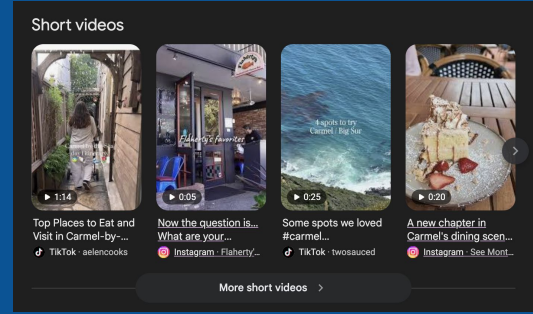 Short videos
Flaherty's favorites
4 spots to try
Carmel / Big Sur
1:14
0:05
0:25
0:20
Top Places to Eat and
Visit in Carmel-by-...
TikTok · aelencooks
Now the question is...
What are your...
Instagram · Flaherty'...
Some spots we loved
#carmel...
TikTok · twosauced
A new chapter in
Carmel's dining scen...
Instagram · See Mont...
More short videos